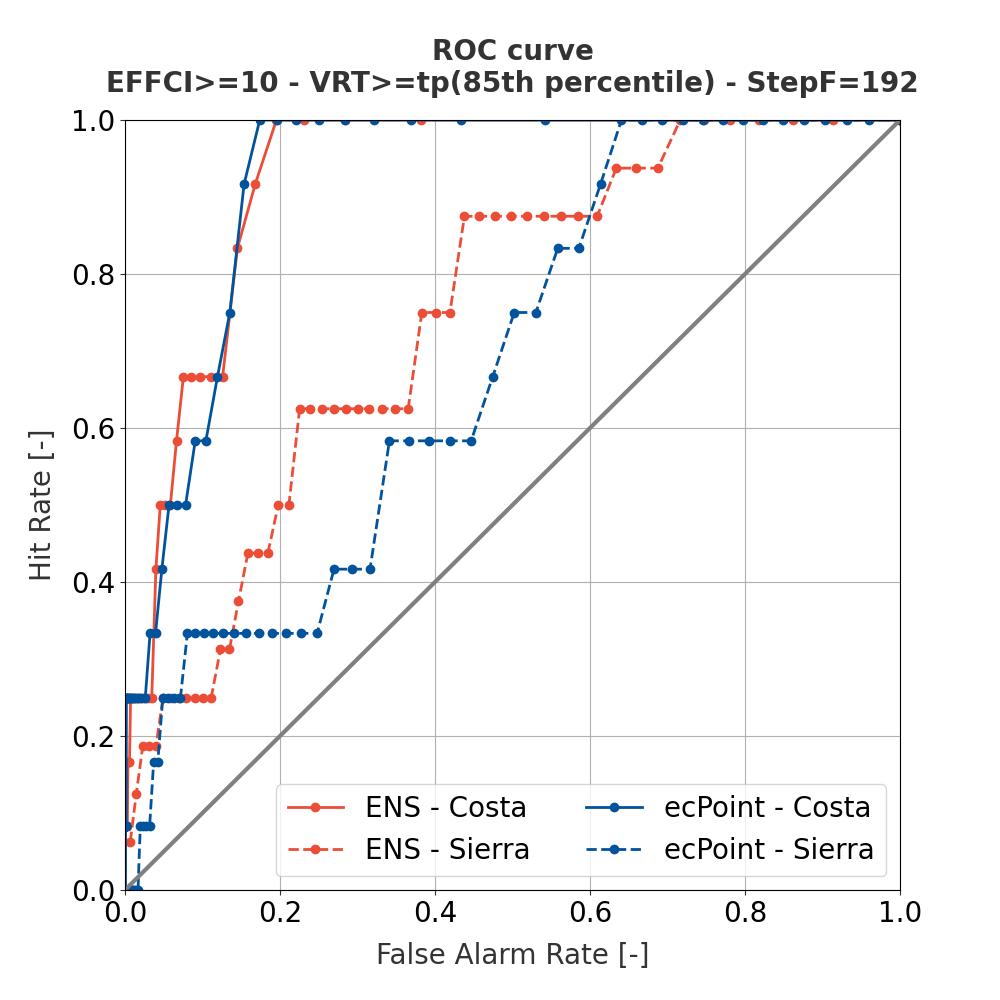 ROC curve
EFFCI>=10 - VRT>=tp(85th percentile) - StepF=192
1.0
0.8
0.6
0.4
0.2
0.0
Hit Rate [-]
ENS - Costa
ENS - Sierra
ecPoint - Costa
ecPoint - Sierra
0.0 0.2 0.4 0.6 0.8 1.0
False Alarm Rate [-]